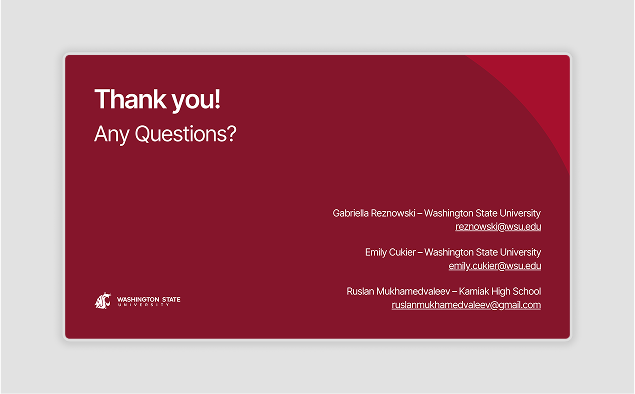 Thank you!
Any Questions?
Gabriella Reznowski – Washington State University
reznowski@wsu.edu
Emily Cukier – Washington State University
emily.cukier@wsu.edu
Ruslan Mukhamedvaleev – Kamiak High School
ruslanmukhamedvaleev@gmail.com
WASHINGTON STATE
UNIVERSITY